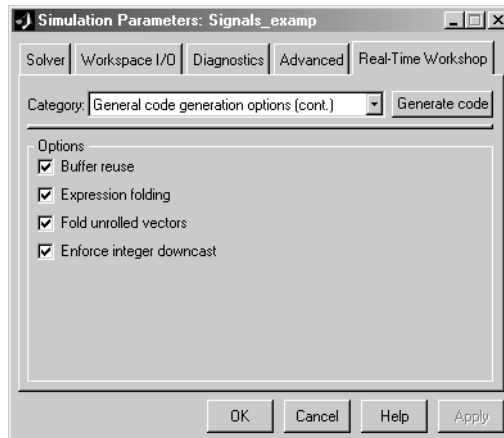 Simulation Parameters: Signals_examp
Solver Workspace I/O Diagnostics Advanced Real-Time Workshop
Category: General code generation options (cont.) Generate code
Options
Buffer reuse
Expression folding
Fold unrolled vectors
Enforce integer downcast
OK Cancel Help Apply